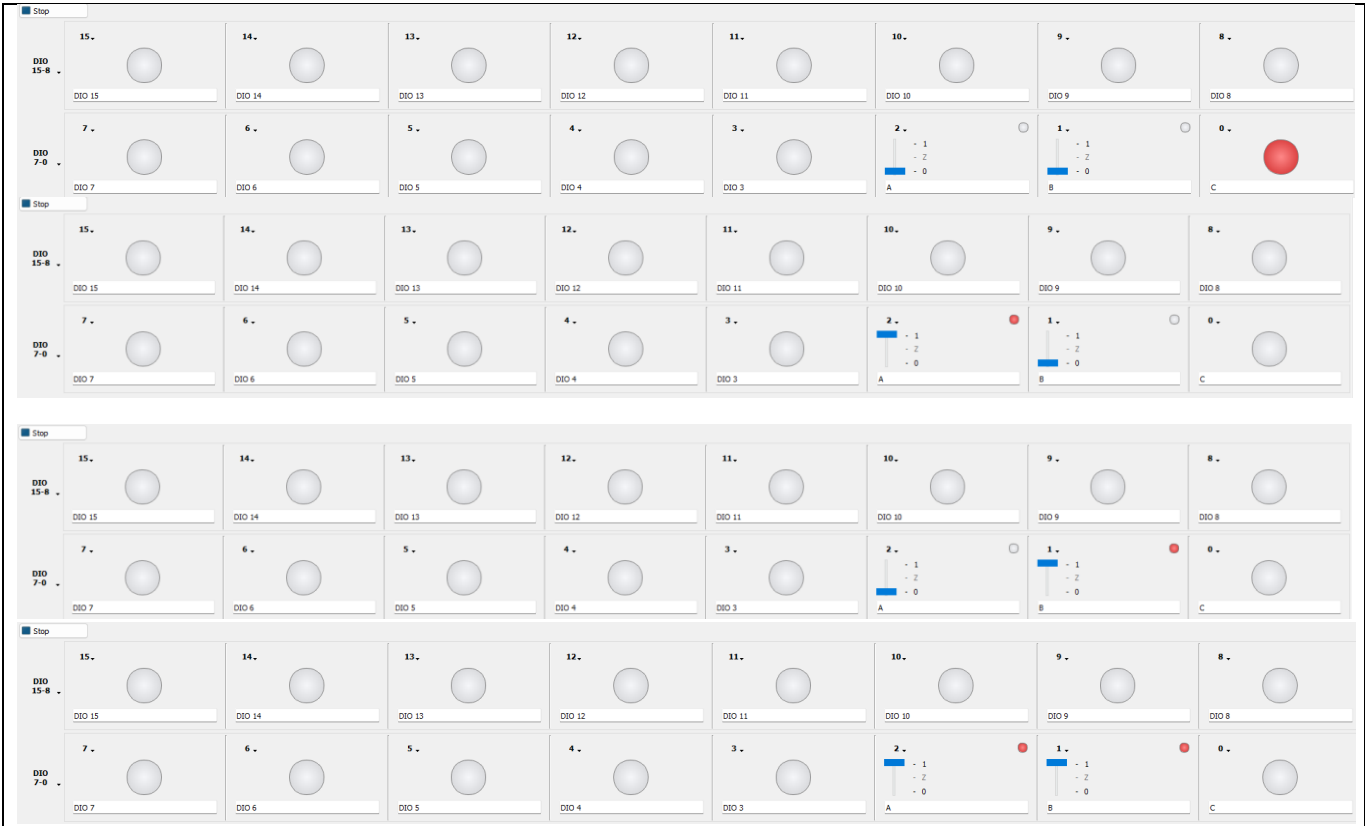 Stop
15 14 13 12 11 10 9 8
DIO
15-8
DIO 15 DIO 14 DIO 13 DIO 12 DIO 11 DIO 10 DIO 9 DIO 8
7 6 5 4 3 2 1 0
- 1 - 1
DIO
7-0
- Z - Z
- 0 - 0
DIO 7 DIO 6 DIO 5 DIO 4 DIO 3 A B C
Stop
15 14 13 12 11 10 9 8
DIO
15-8
DIO 15 DIO 14 DIO 13 DIO 12 DIO 11 DIO 10 DIO 9 DIO 8
7 6 5 4 3 2 1 0
- 1 - 1
DIO
7-0
- Z - Z
- 0 - 0
DIO 7 DIO 6 DIO 5 DIO 4 DIO 3 A B C
Stop
15 14 13 12 11 10 9 8
DIO
15-8
DIO 15 DIO 14 DIO 13 DIO 12 DIO 11 DIO 10 DIO 9 DIO 8
7 6 5 4 3 2 1 0
- 1 - 1
DIO
7-0
- Z - Z
- 0 - 0
DIO 7 DIO 6 DIO 5 DIO 4 DIO 3 A B C
Stop
15 14 13 12 11 10 9 8
DIO
15-8
DIO 15 DIO 14 DIO 13 DIO 12 DIO 11 DIO 10 DIO 9 DIO 8
7 6 5 4 3 2 1 0
- 1 - 1
DIO
7-0
- Z - Z
- 0 - 0
DIO 7 DIO 6 DIO 5 DIO 4 DIO 3 A B C